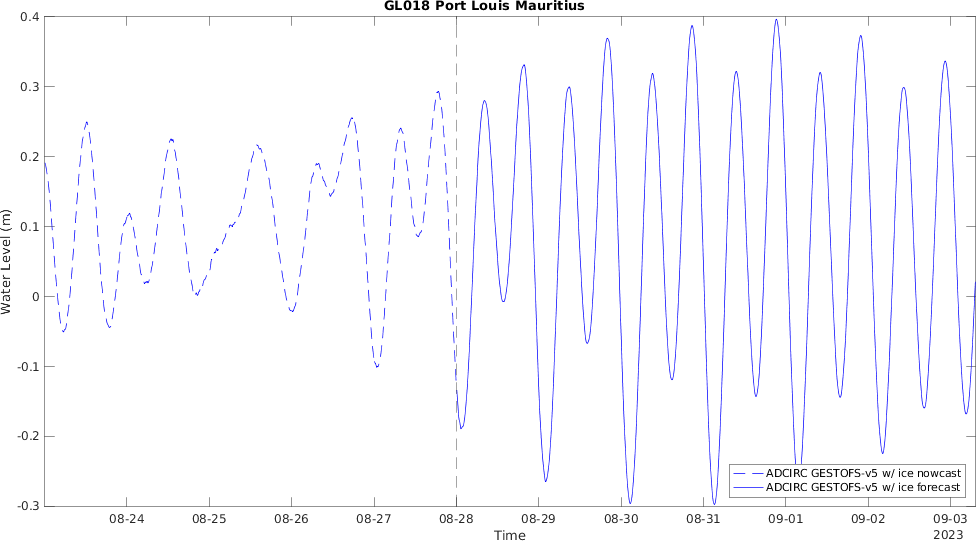 GL018 Port Louis Mauritius
0.4
0.3
0.2
0.1
0
-0.1
-0.2
-0.3
Water Level (m)
ADCIRC GESTOFS-v5 w/ ice nowcast
ADCIRC GESTOFS-v5 w/ ice forecast
08-24 08-25 08-26 08-27 08-28 08-29 08-30 08-31 09-01 09-02 09-03
Time
2023